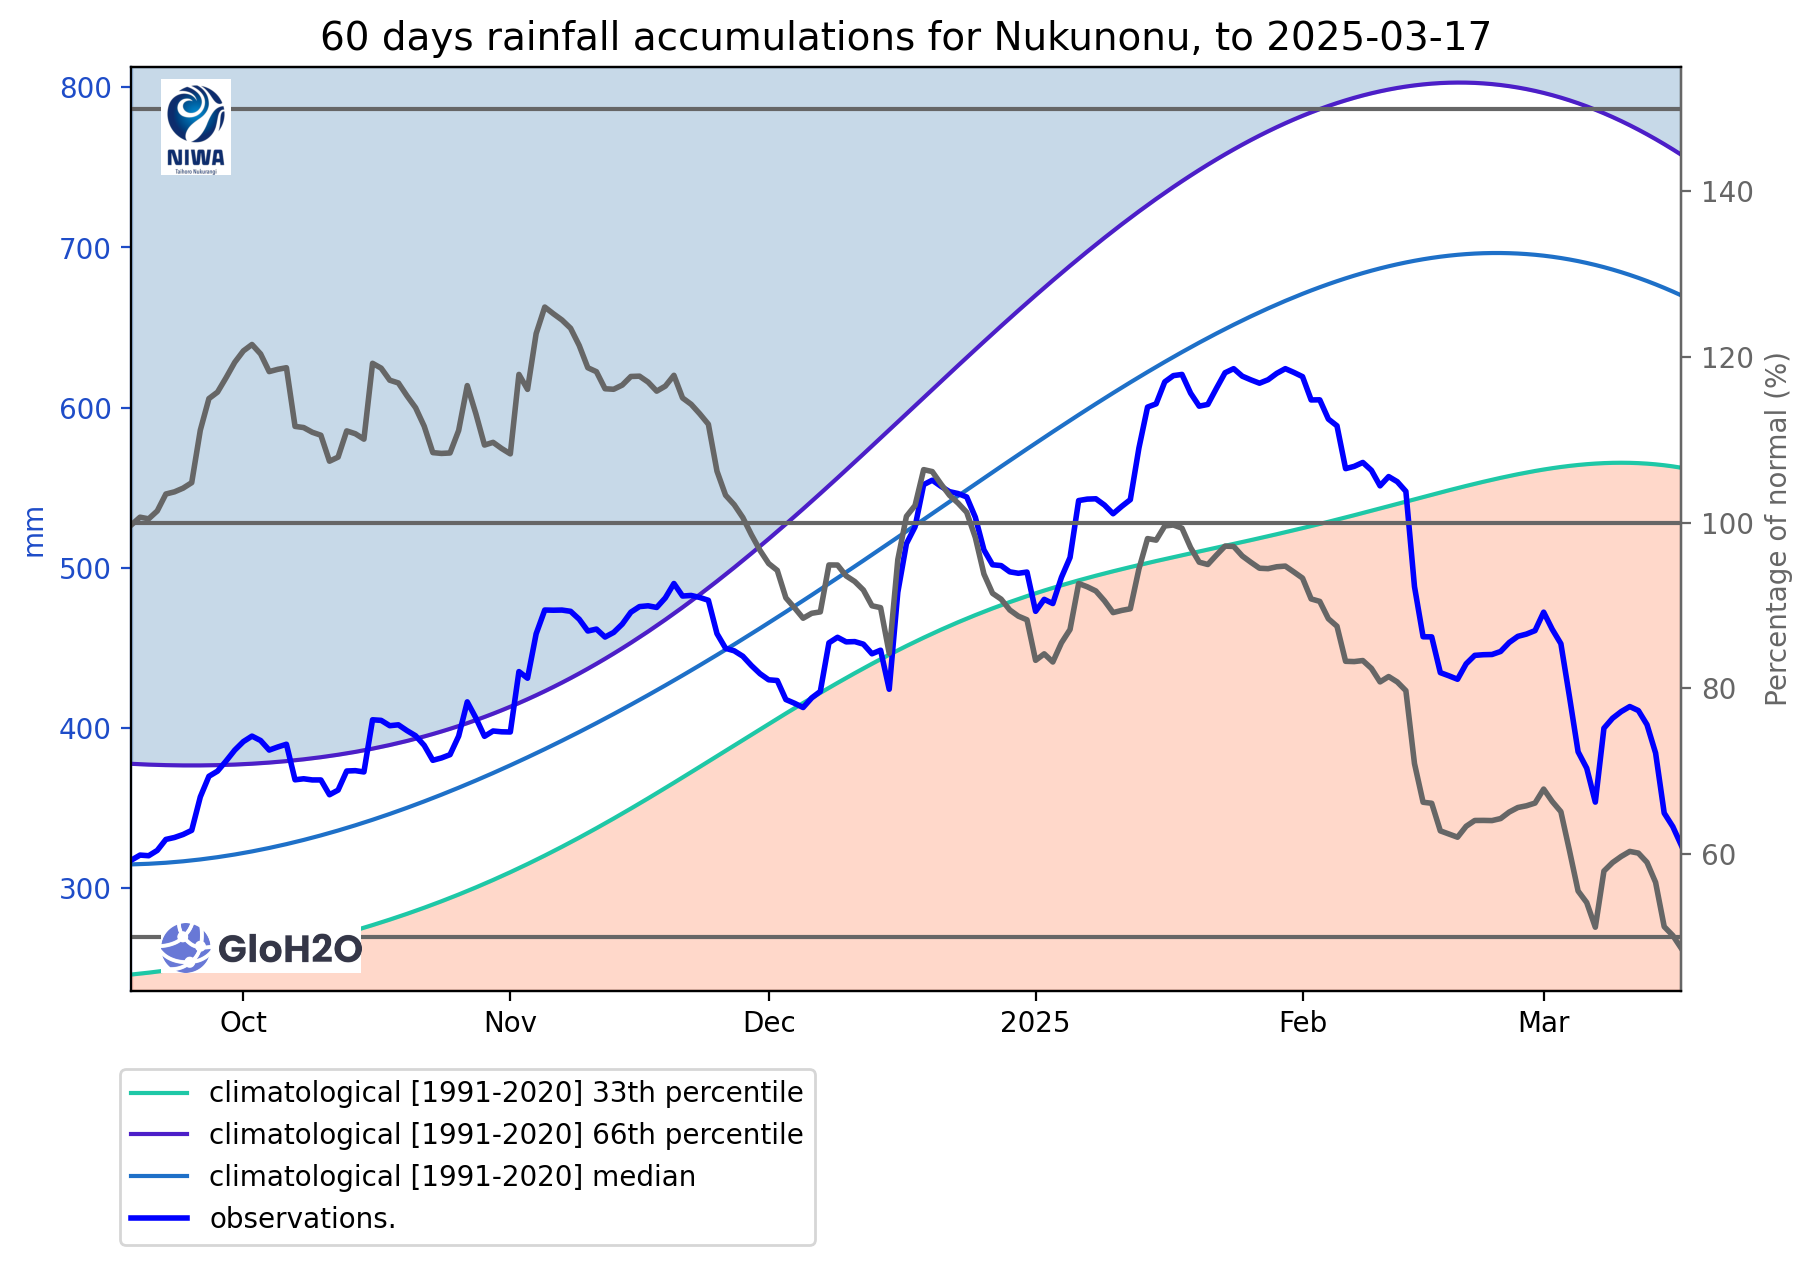 60 days rainfall accumulations for Nukunonu, to 2025-03-17
800
700
600
500
400
300
mm
NIWA
Taihoro Nukurangi
GloH2O
140
120
100
80
60
Percentage of normal (%)
Oct Nov Dec 2025 Feb Mar
climatological [1991-2020] 33th percentile
climatological [1991-2020] 66th percentile
climatological [1991-2020] median
observations.